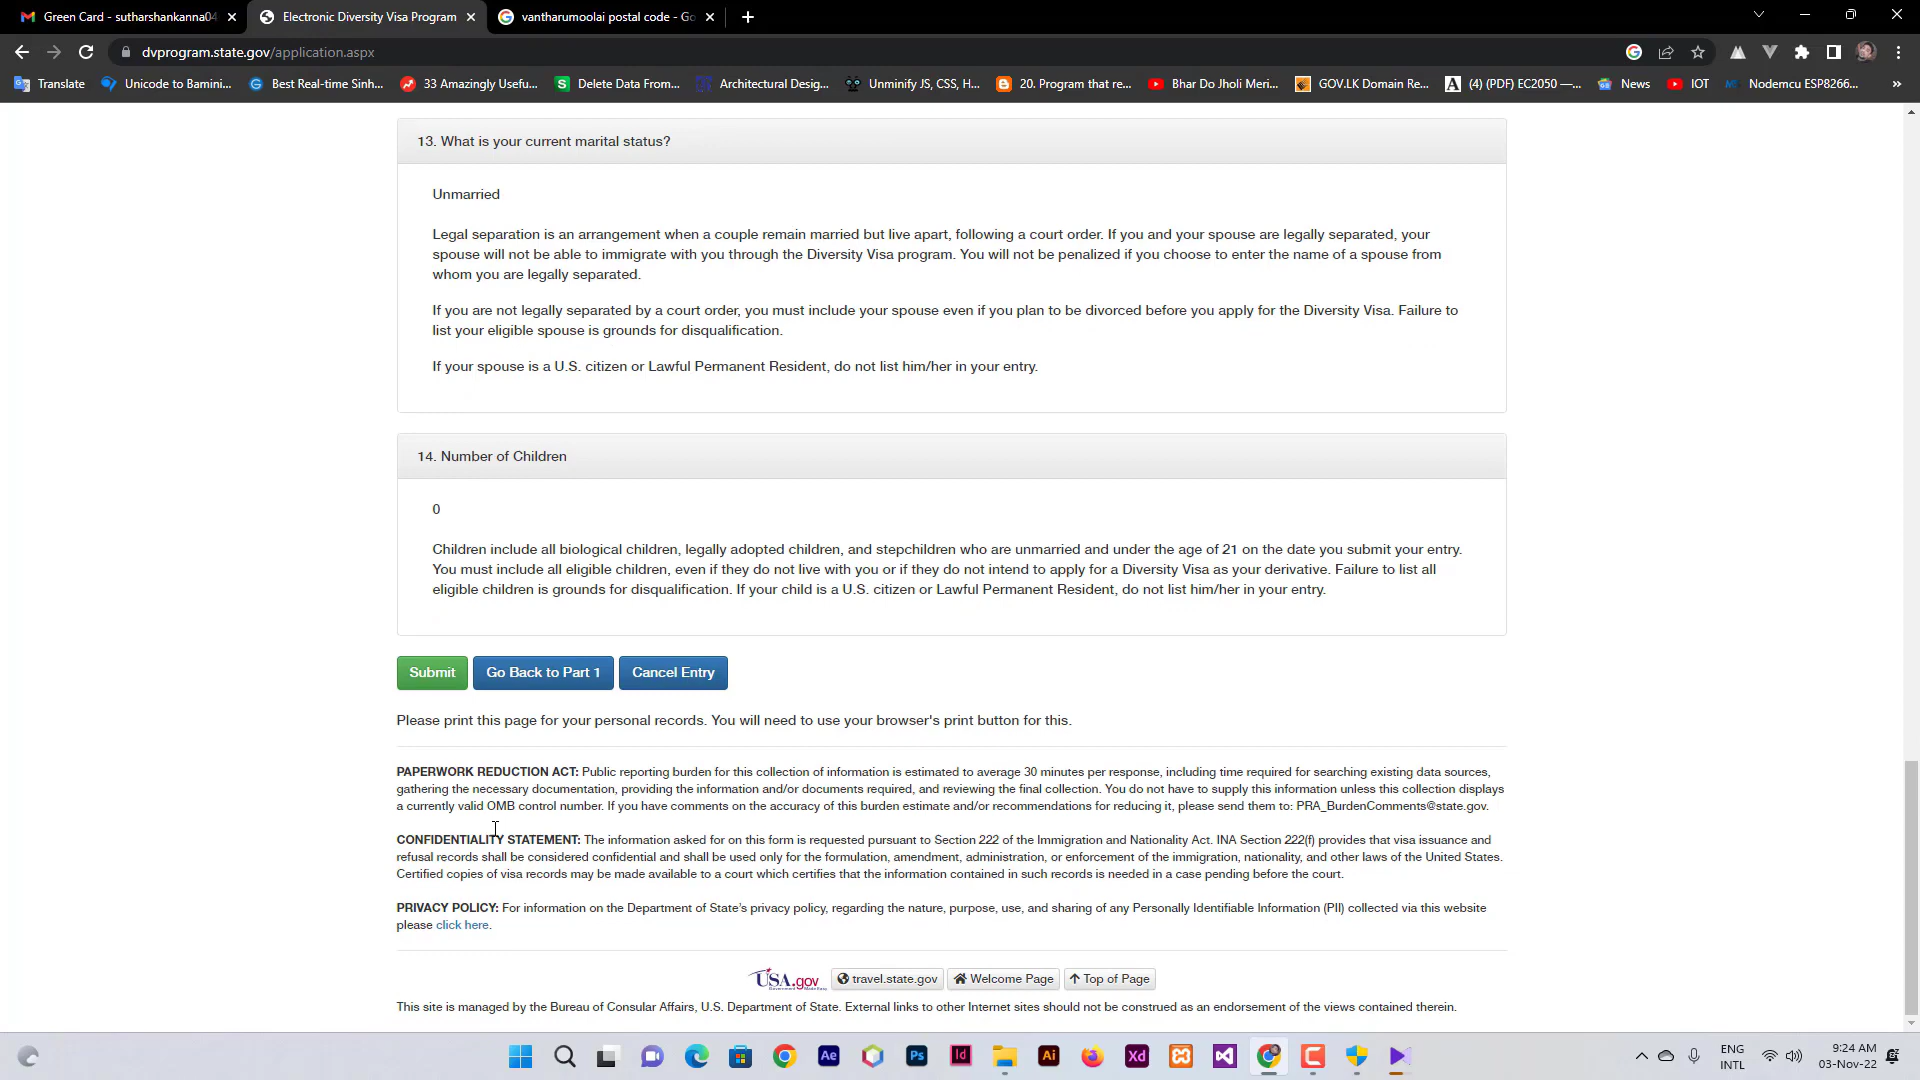 Green Card - sutharshankanna04
Electronic Diversity Visa Program
vantharumoolai postal code - Go
dvprogram.state.gov/application.aspx
Translate
Unicode to Bamini...
Best Real-time Sinh...
33 Amazingly Usefu...
Delete Data From...
Architectural Desig...
Unminify JS, CSS, H...
20. Program that re...
Bhar Do Jholi Meri...
GOV.LK Domain Re...
(4) (PDF) EC2050 —...
News
IOT
Nodemcu ESP8266...
»
13. What is your current marital status?
Unmarried
Legal separation is an arrangement when a couple remain married but live apart, following a court order. If you and your spouse are legally separated, your
spouse will not be able to immigrate with you through the Diversity Visa program. You will not be penalized if you choose to enter the name of a spouse from
whom you are legally separated.
If you are not legally separated by a court order, you must include your spouse even if you plan to be divorced before you apply for the Diversity Visa. Failure to
list your eligible spouse is grounds for disqualification.
If your spouse is a U.S. citizen or Lawful Permanent Resident, do not list him/her in your entry.
14. Number of Children
0
Children include all biological children, legally adopted children, and stepchildren who are unmarried and under the age of 21 on the date you submit your entry.
You must include all eligible children, even if they do not live with you or if they do not intend to apply for a Diversity Visa as your derivative. Failure to list all
eligible children is grounds for disqualification. If your child is a U.S. citizen or Lawful Permanent Resident, do not list him/her in your entry.
Submit
Go Back to Part 1
Cancel Entry
Please print this page for your personal records. You will need to use your browser's print button for this.
PAPERWORK REDUCTION ACT: Public reporting burden for this collection of information is estimated to average 30 minutes per response, including time required for searching existing data sources,
gathering the necessary documentation, providing the information and/or documents required, and reviewing the final collection. You do not have to supply this information unless this collection displays
a currently valid OMB control number. If you have comments on the accuracy of this burden estimate and/or recommendations for reducing it, please send them to: PRA_BurdenComments@state.gov.
CONFIDENTIALITY STATEMENT: The information asked for on this form is requested pursuant to Section 222 of the Immigration and Nationality Act. INA Section 222(f) provides that visa issuance and
refusal records shall be considered confidential and shall be used only for the formulation, amendment, administration, or enforcement of the immigration, nationality, and other laws of the United States.
Certified copies of visa records may be made available to a court which certifies that the information contained in such records is needed in a case pending before the court.
PRIVACY POLICY: For information on the Department of State's privacy policy, regarding the nature, purpose, use, and sharing of any Personally Identifiable Information (PII) collected via this website
please click here.
USA.gov
travel.state.gov
Welcome Page
Top of Page
This site is managed by the Bureau of Consular Affairs, U.S. Department of State. External links to other Internet sites should not be construed as an endorsement of the views contained therein.
Ae
Ps
Id
Ai
Xd
ENG
INTL
9:24 AM
03-Nov-22